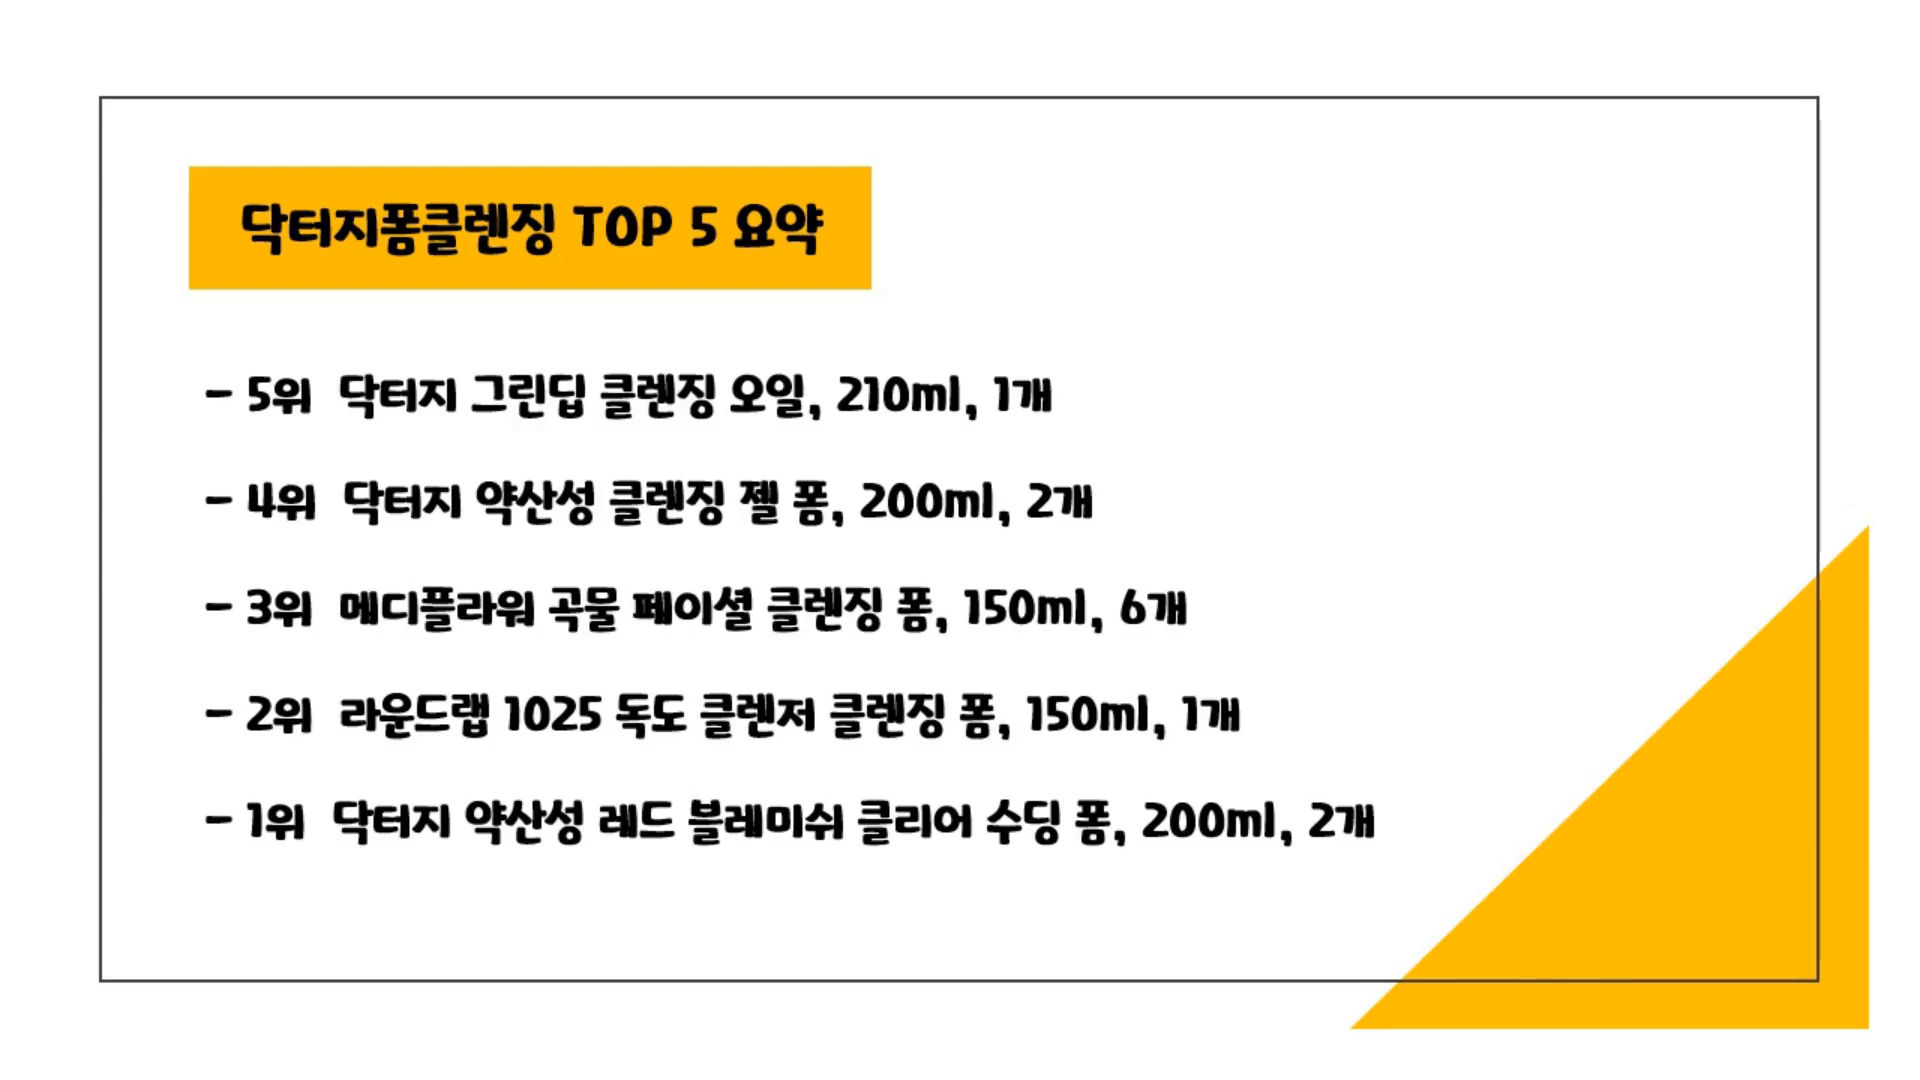 닥터지폼클렌징 TOP 5 요약
- 5위 닥터지 그린딥 클렌징 오일, 210ml, 1개
- 4위 닥터지 약산성 클렌징 젤 폼, 200ml, 2개
- 3위 메디플라워 곡물 페이셜 클렌징 폼, 150ml, 6개
- 2위 라운드랩 1025 독도 클렌저 클렌징 폼, 150ml, 1개
- 1위 닥터지 약산성 레드 블레미쉬 클리어 수딩 폼, 200ml, 2개